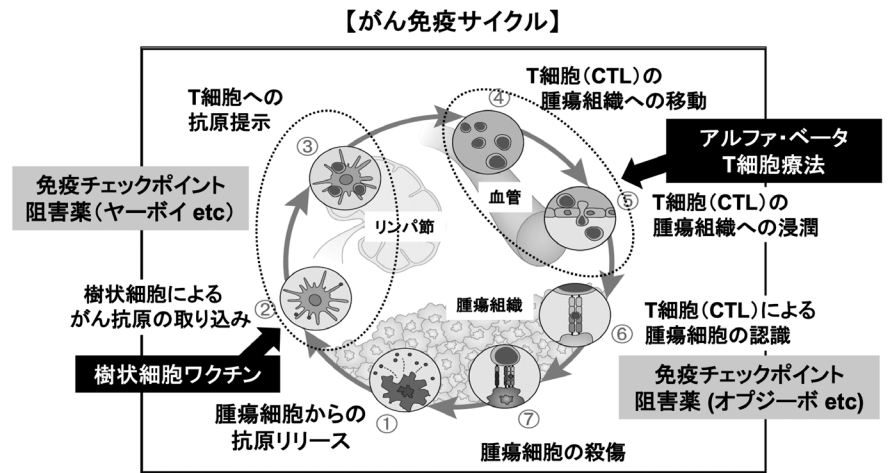 【がん免疫サイクル】
T細胞（CTL）の
腫瘍組織への移動
④
T細胞への
抗原提示
③
アルファ・ベータ
T細胞療法
免疫チェックポイント
阻害薬（ヤーボイ etc）
血管
⑤
T細胞（CTL）の
腫瘍組織への浸潤
リンパ節
樹状細胞による
がん抗原の取り込み
②
腫瘍組織
T細胞（CTL）による
腫瘍細胞の認識
⑥
樹状細胞ワクチン
免疫チェックポイント
阻害薬 (オプジーボ etc)
腫瘍細胞からの
抗原リリース
①
⑦
腫瘍細胞の殺傷